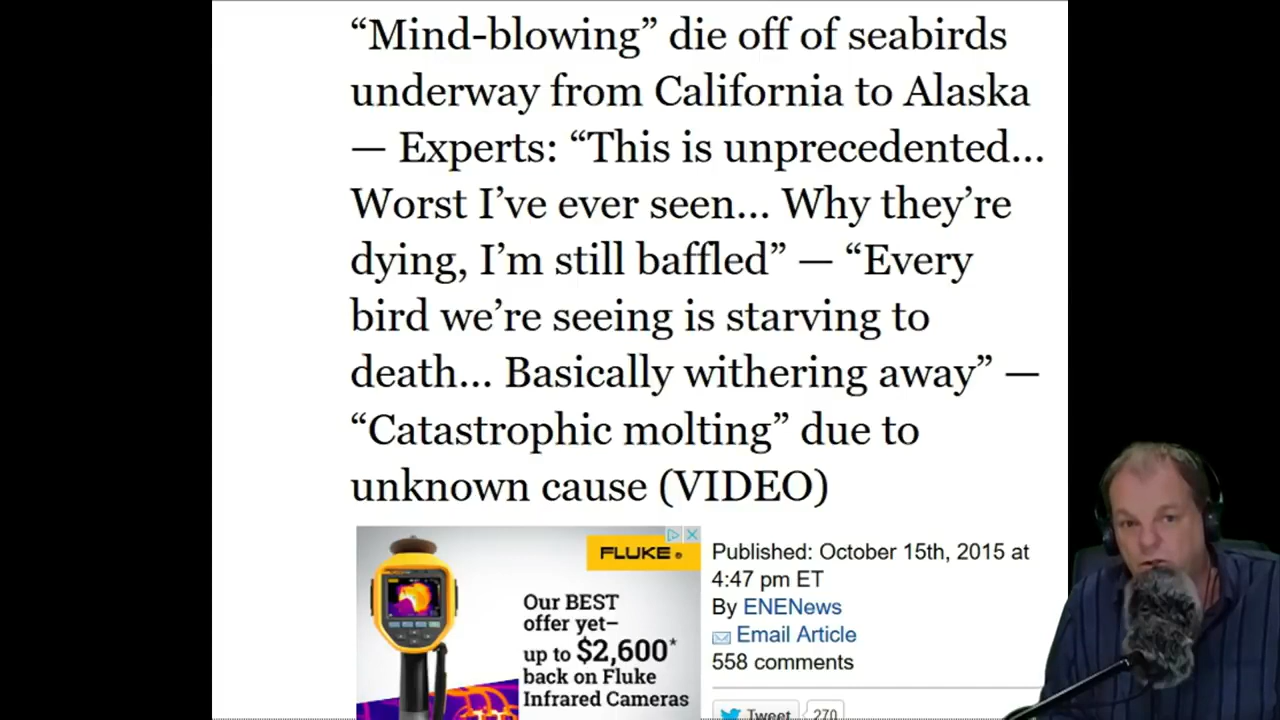 “Mind-blowing” die off of seabirds
underway from California to Alaska
— Experts: “This is unprecedented...
Worst I’ve ever seen... Why they’re
dying, I’m still baffled” — “Every
bird we’re seeing is starving to
death... Basically withering away” —
“Catastrophic molting” due to
unknown cause (VIDEO)
FLUKE®
Our BEST
offer yet–
up to $2,600*
back on Fluke
Infrared Cameras
Published: October 15th, 2015 at
4:47 pm ET
By ENENews
Email Article
558 comments
Tweet 270